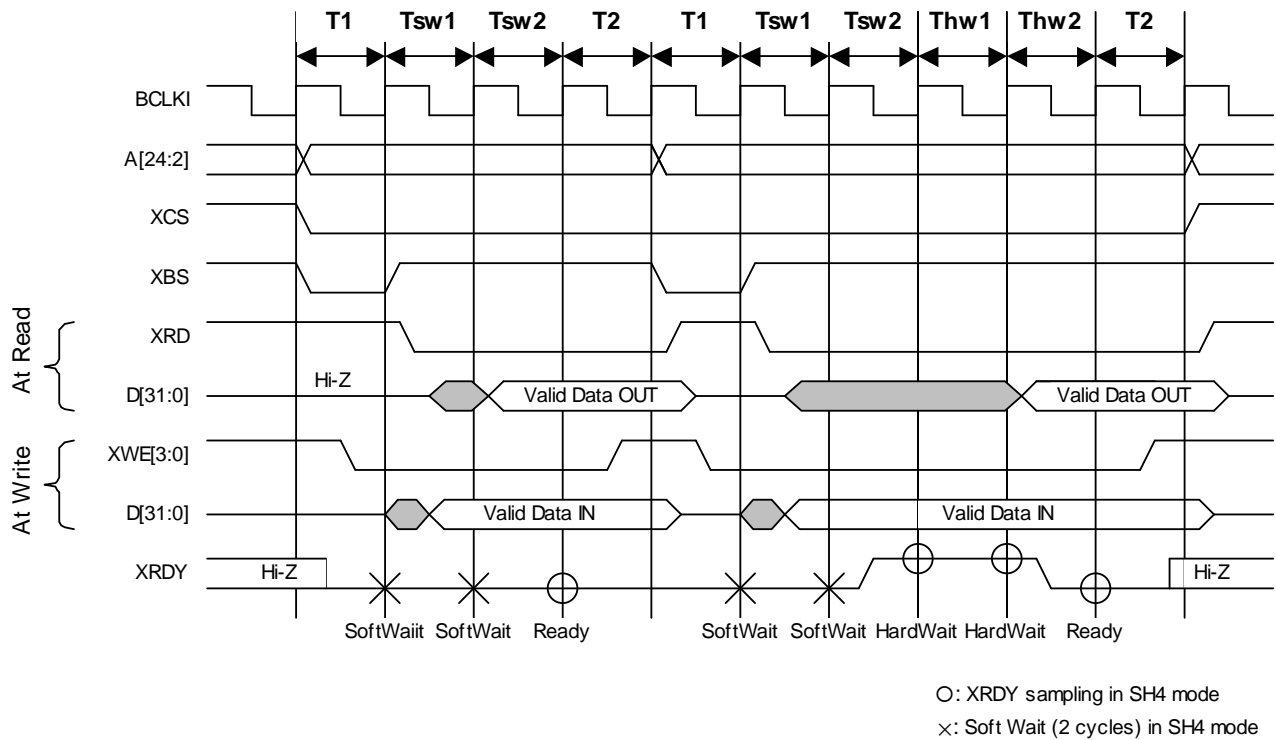 T1 Tsw1 Tsw2 T2 T1 Tsw1 Tsw2 Thw1 Thw2 T2
BCLKI
A[24:2]
XCS
XBS
At Read
XRD
Hi-Z
D[31:0] Valid Data OUT Valid Data OUT
At Write
XWE[3:0]
D[31:0] Valid Data IN Valid Data IN
XRDY Hi-Z Hi-Z
SoftWaiit SoftWait Ready SoftWait SoftWait HardWait HardWait Ready
O: XRDY sampling in SH4 mode
×: Soft Wait (2 cycles) in SH4 mode